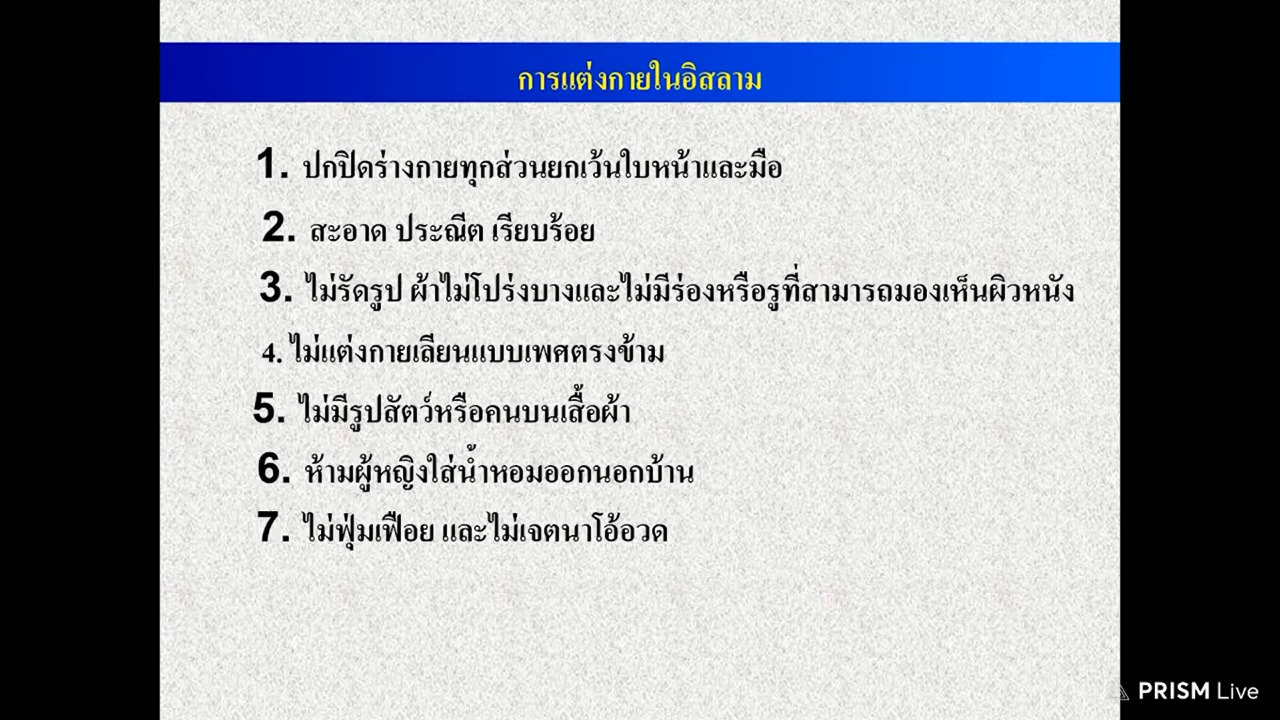 การแต่งกายในอิสลาม
1. ปกปิดร่างกายทุกส่วนยกเว้นใบหน้าและมือ
2. สะอาด ประณีต เรียบร้อย
3. ไม่รัดรูป ผ้าไม่โปร่งบางและไม่มีร่องหรือรูที่สามารถมองเห็นผิวหนัง
4. ไม่แต่งกายเลียนแบบเพศตรงข้าม
5. ไม่มีรูปสัตว์หรือคนบนเสื้อผ้า
6. ห้ามผู้หญิงใส่น้ำหอมออกนอกบ้าน
7. ไม่ฟุ่มเฟือย และไม่เจตนาโอ้อวด
PRISM Live